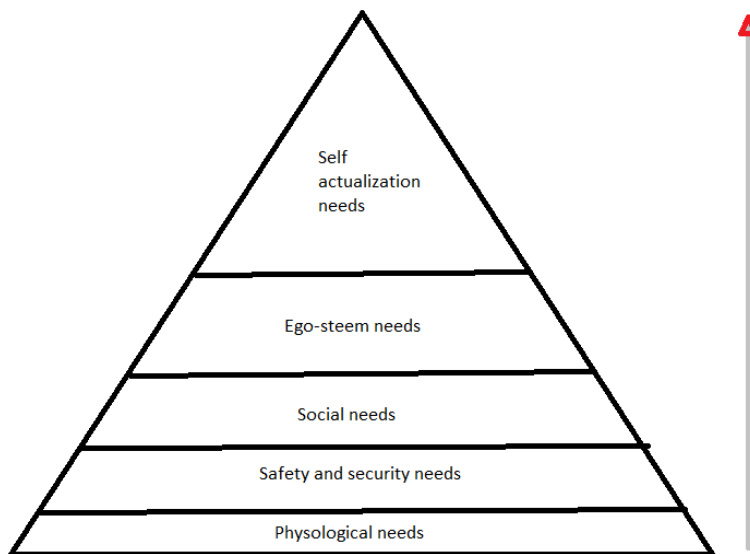 Self
actualization
needs
Ego-steem needs
Social needs
Safety and security needs
Physological needs